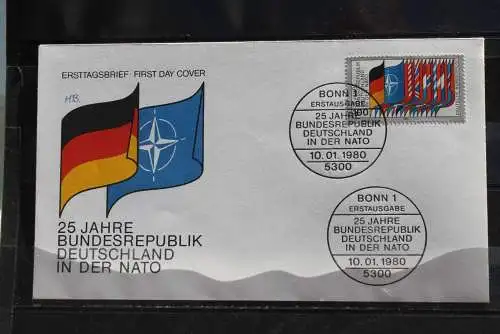 ERSTTAGSBRIEF · FIRST DAY COVER
HB.
25 JAHRE
BUNDESREPUBLIK
DEUTSCHLAND
IN DER NATO
BONN 1
ERSTAUSGABE
25 JAHRE
BUNDESREPUBLIK
DEUTSCHLAND
IN DER NATO
10.01.1980
5300
100
BONN 1
ERSTAUSGABE
25 JAHRE
BUNDESREPUBLIK
DEUTSCHLAND
IN DER NATO
10.01.1980
5300